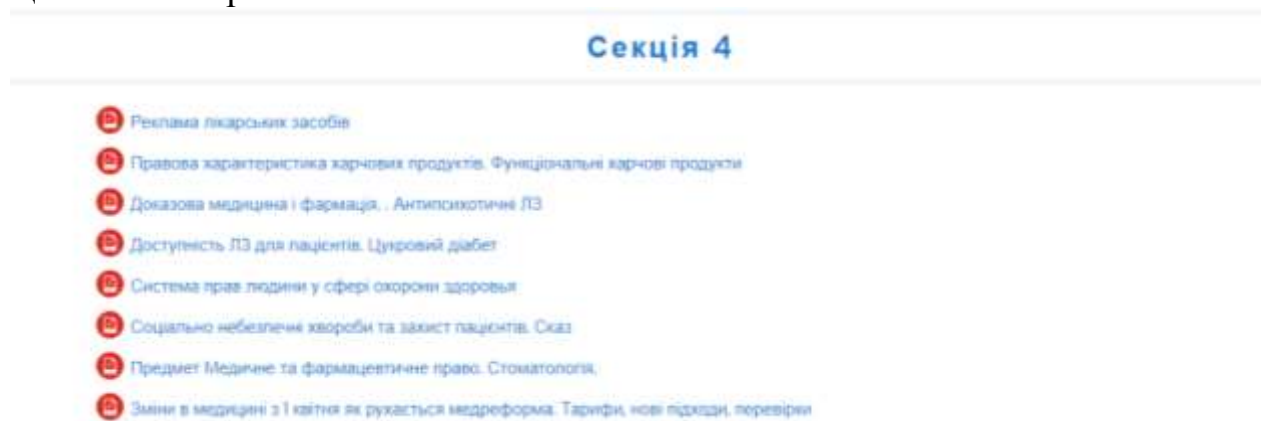 Секція 4
Реклама лікарських засобів
Правова характеристика харчових продуктів. Функціональні харчові продукти
Доказова медицина і фармація. . Антипсихотичні ЛЗ
Доступність ЛЗ для пацієнтів. Цукровий діабет
Система прав людини у сфері охорони здоровья
Соціально небезпечні хвороби та захист пацієнтів. Сказ
Предмет Медичне та фармацевтичне право. Стоматологія.
Зміни в медицині з 1 квітня як рухається медреформа. Тарифи, нові підходи, перевірки